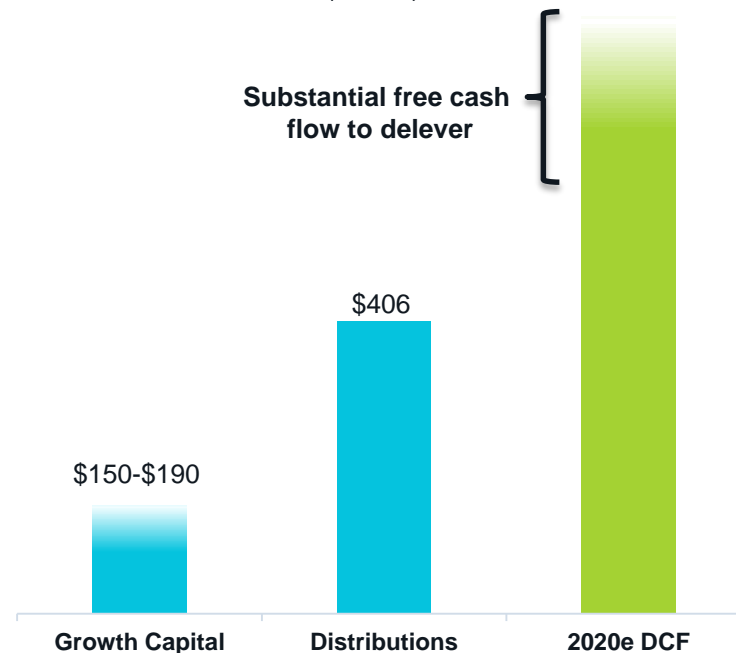 Substantial free cash
flow to delever
$406
$150-$190
Growth Capital
Distributions
2020e DCF